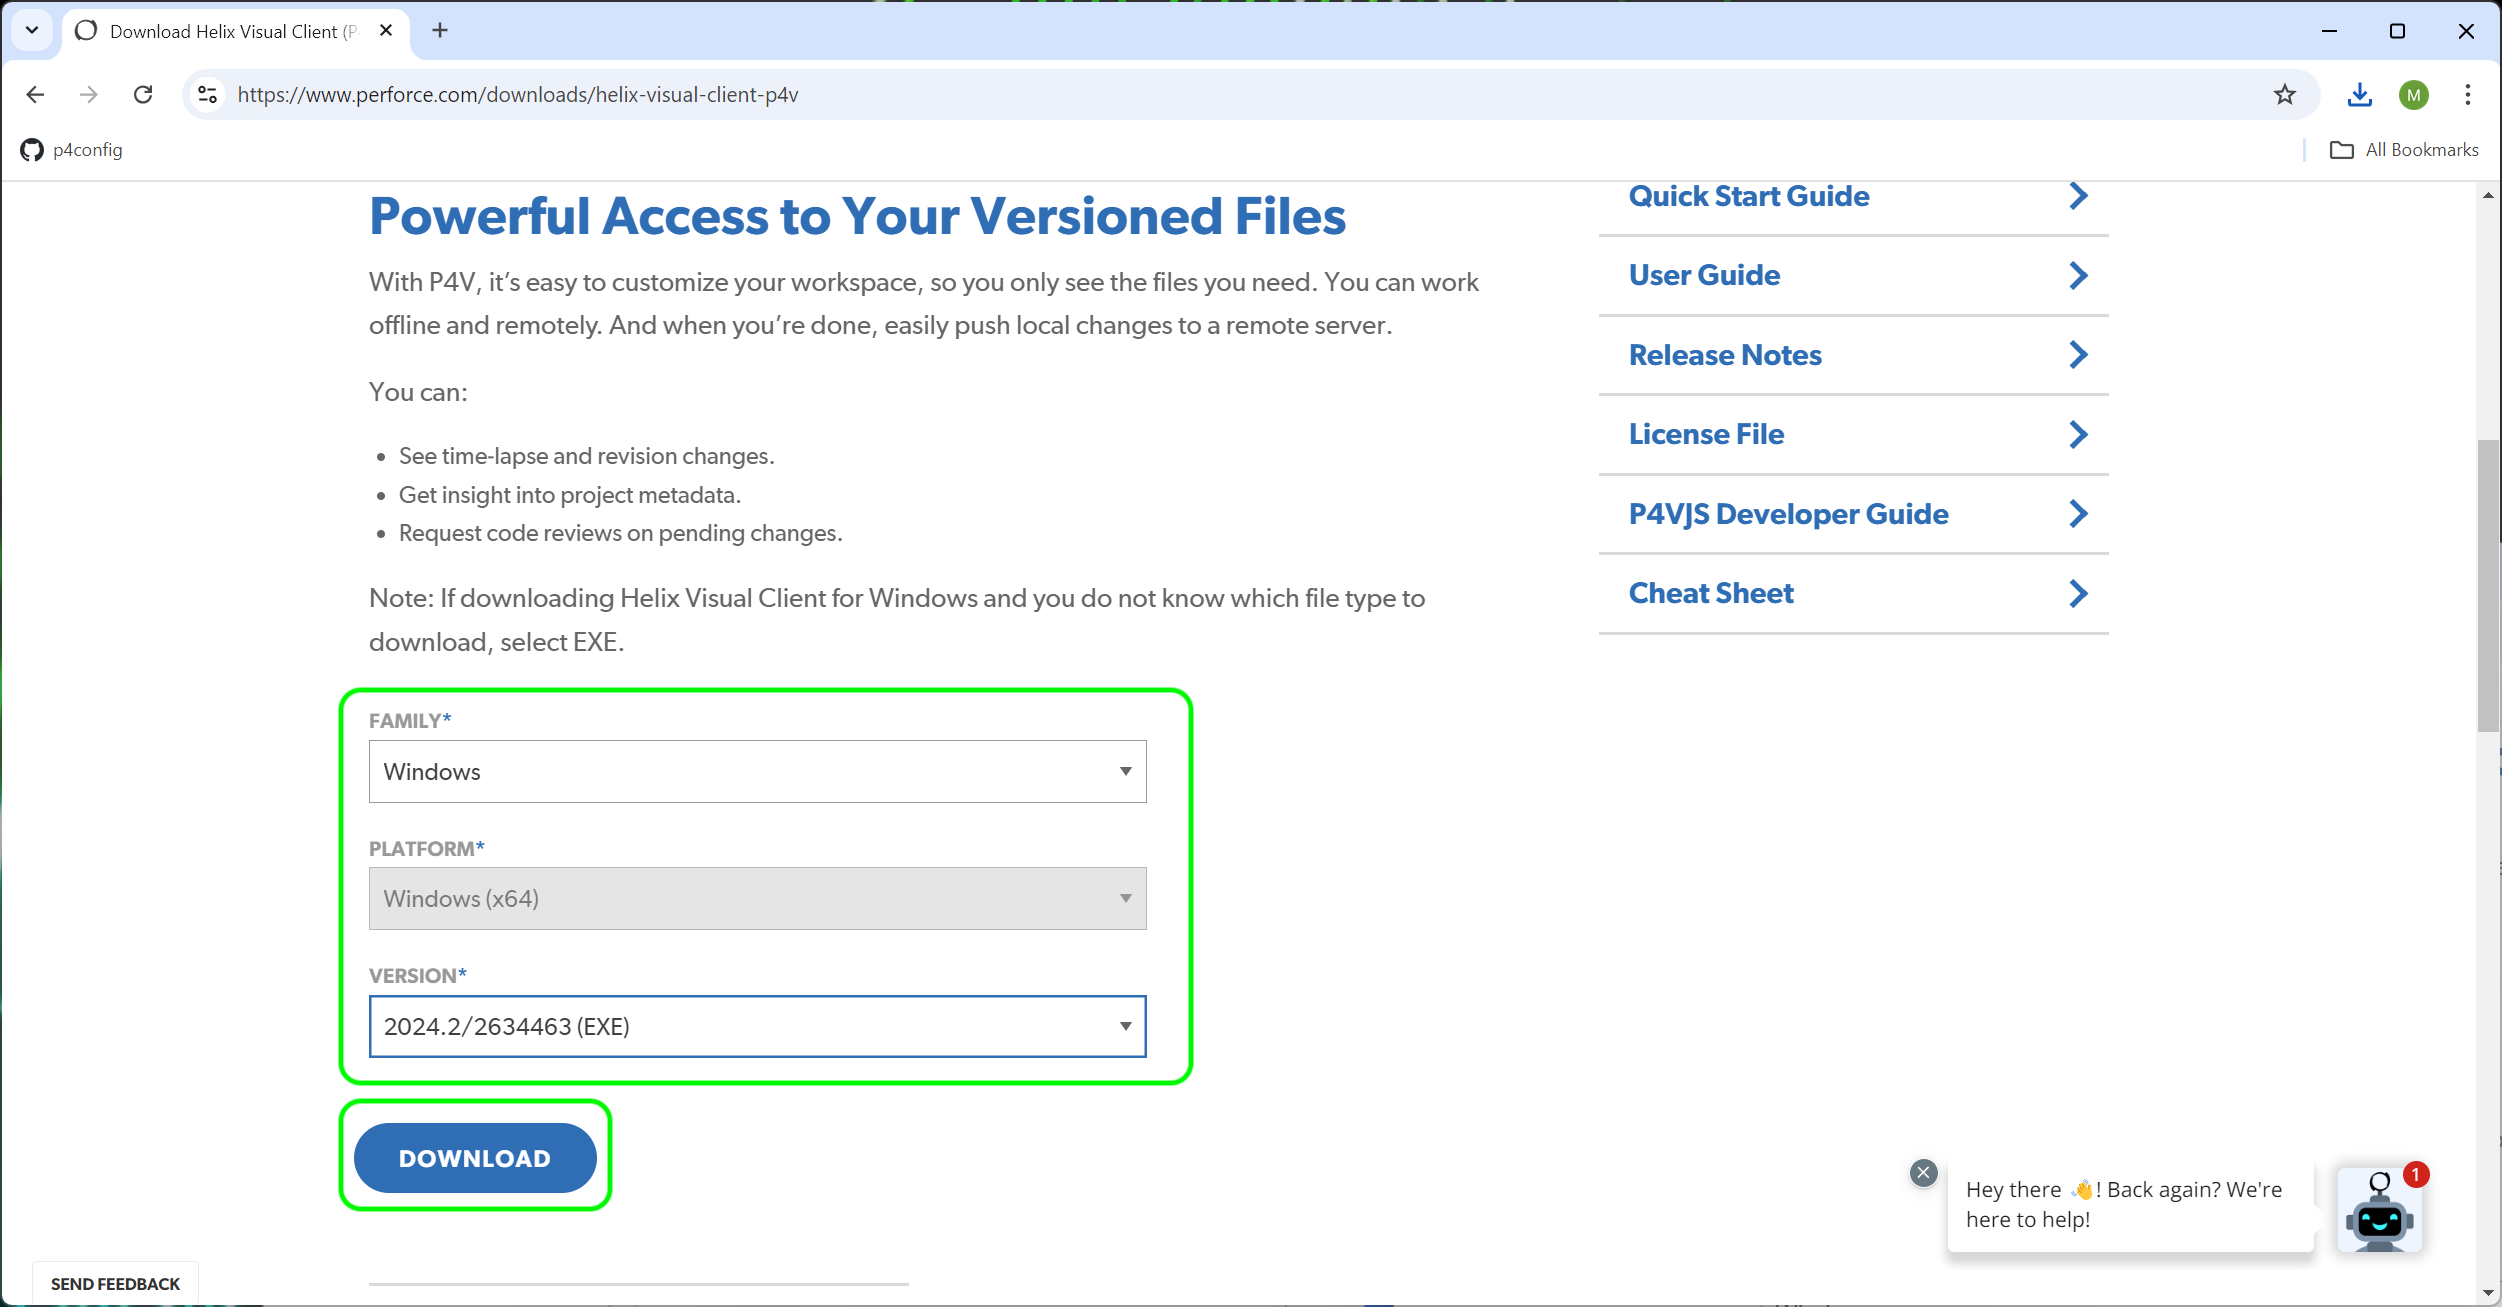 Download Helix Visual Client (P
https://www.perforce.com/downloads/helix-visual-client-p4v
M
p4config
All Bookmarks
Powerful Access to Your Versioned Files
With P4V, it’s easy to customize your workspace, so you only see the files you need. You can work
offline and remotely. And when you’re done, easily push local changes to a remote server.
You can:
• See time-lapse and revision changes.
• Get insight into project metadata.
• Request code reviews on pending changes.
Note: If downloading Helix Visual Client for Windows and you do not know which file type to
download, select EXE.
FAMILY*
Windows
PLATFORM*
Windows (x64)
VERSION*
2024.2/2634463 (EXE)
DOWNLOAD
Quick Start Guide
User Guide
Release Notes
License File
P4VJS Developer Guide
Cheat Sheet
Hey there 👋! Back again? We're
here to help!
1
SEND FEEDBACK